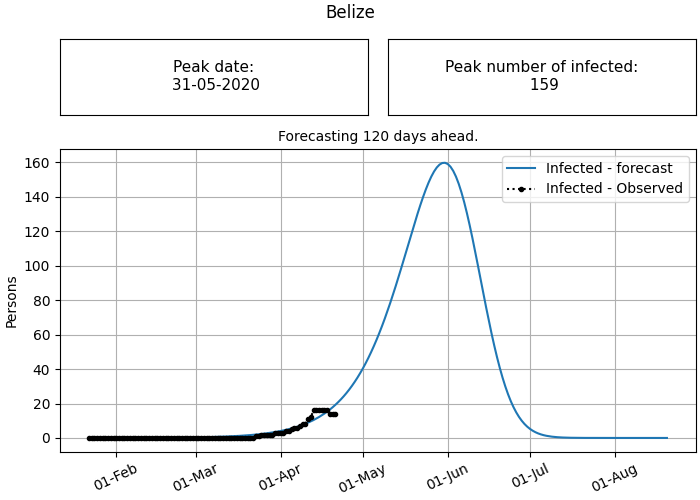 Belize
Peak date:
31-05-2020
Peak number of infected:
159
Forecasting 120 days ahead.
Infected - forecast
Infected - Observed
Persons
160
140
120
100
80
60
40
20
0
01-Feb
01-Mar
01-Apr
01-May
01-Jun
01-Jul
01-Aug